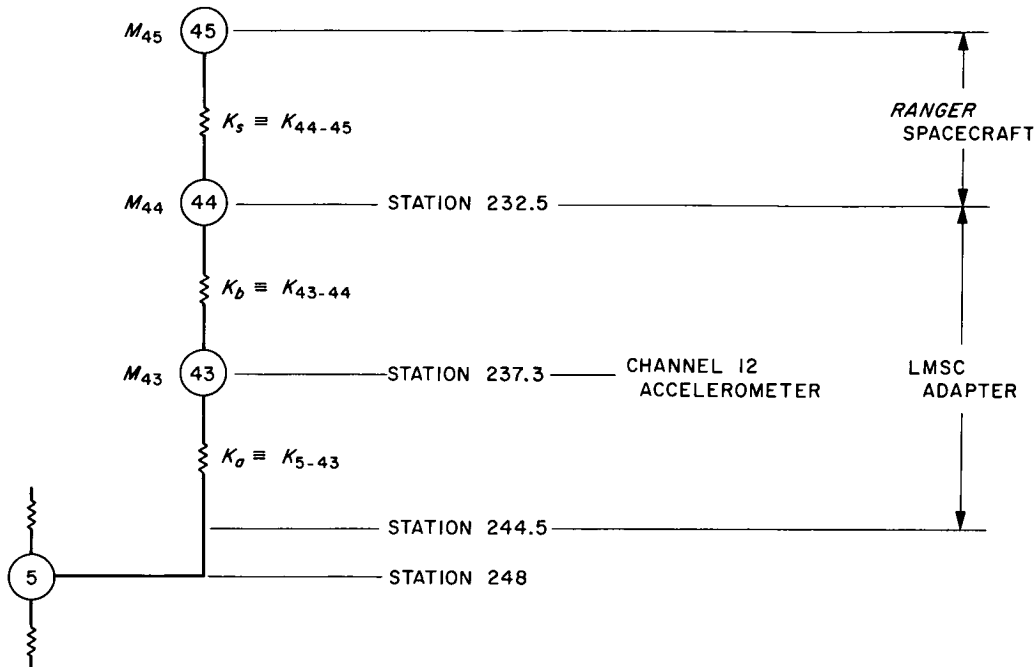 M45 45
RANGER
SPACECRAFT
Ks ≡ K44-45
M44 44 STATION 232.5
Kb ≡ K43-44
M43 43 STATION 237.3 CHANNEL 12
ACCELEROMETER
LMSC
ADAPTER
Ka ≡ K5-43
STATION 244.5
5 STATION 248